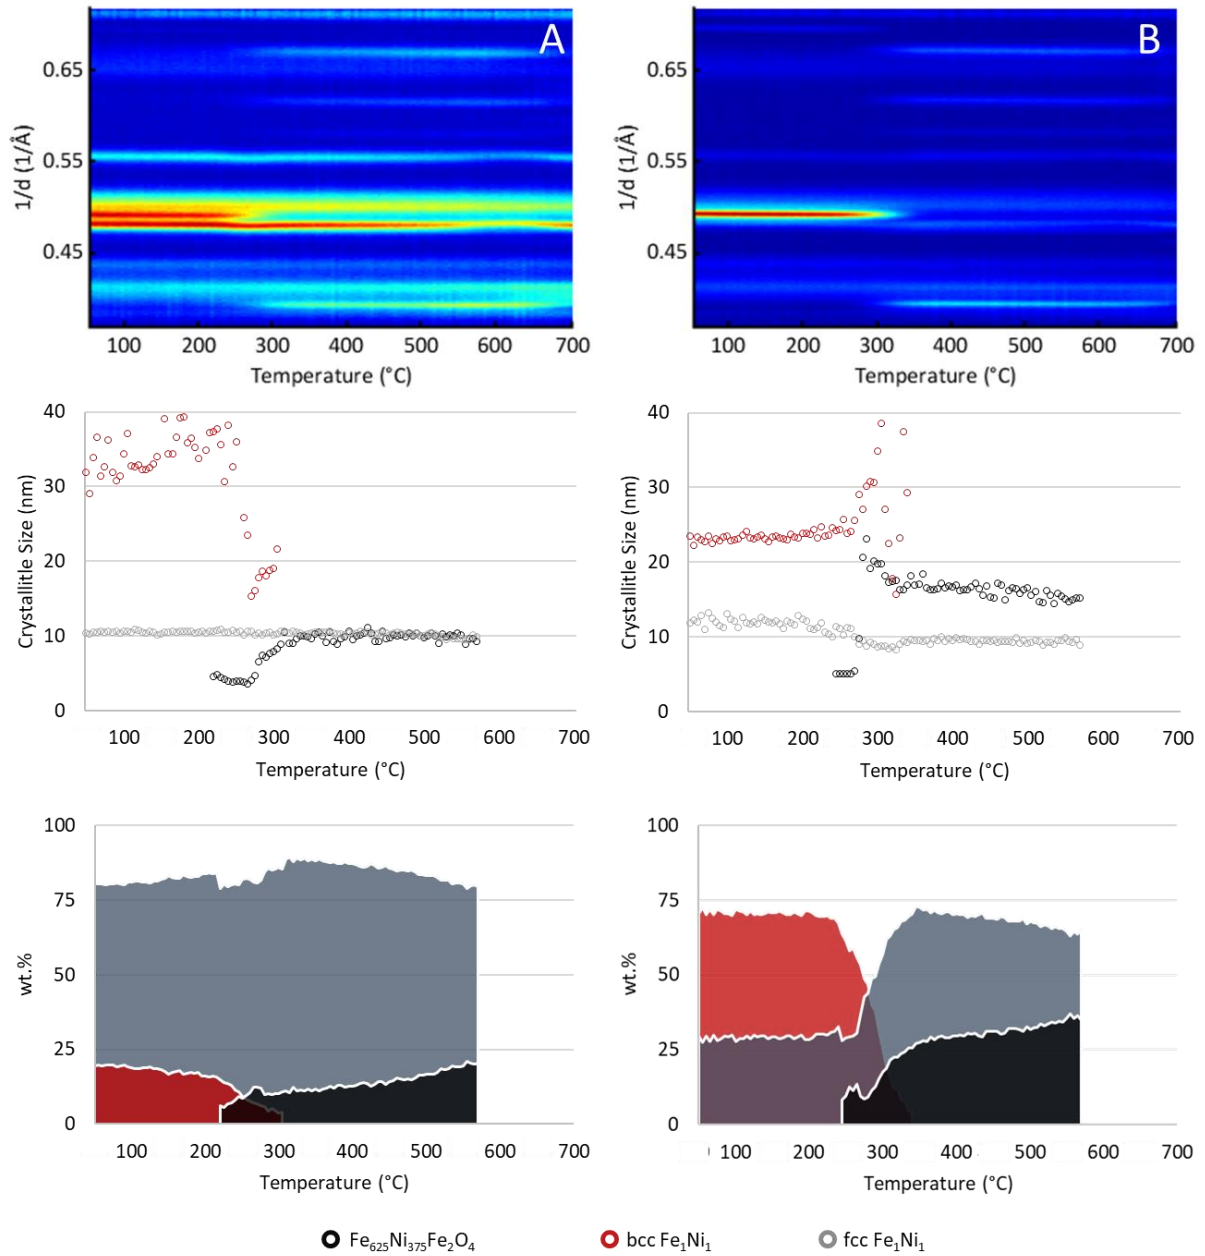 A
B
0.65
0.55
0.45
1/d (1/Å)
100 200 300 400 500 600 700
Temperature (°C)
0.65
0.55
0.45
1/d (1/Å)
100 200 300 400 500 600 700
Temperature (°C)
40
30
20
10
0
Crystallitle Size (nm)
100 200 300 400 500 600 700
Temperature (°C)
40
30
20
10
0
Crystallitle Size (nm)
100 200 300 400 500 600 700
Temperature (°C)
100
75
50
25
0
wt.%
100 200 300 400 500 600 700
Temperature (°C)
100
75
50
25
0
wt.%
100 200 300 400 500 600 700
Temperature (°C)
Fe₆₂₅Ni₃₇₅Fe₂O₄
bcc Fe₁Ni₁
fcc Fe₁Ni₁